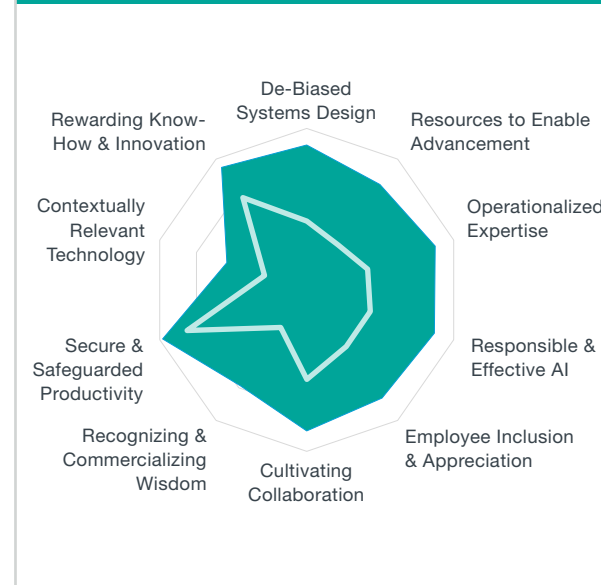 De-Biased
Systems Design
Resources to Enable
Advancement
Operationalized
Expertise
Responsible &
Effective AI
Employee Inclusion
& Appreciation
Cultivating
Collaboration
Recognizing &
Commercializing
Wisdom
Secure &
Safeguarded
Productivity
Contextually
Relevant
Technology
Rewarding Know-
How & Innovation